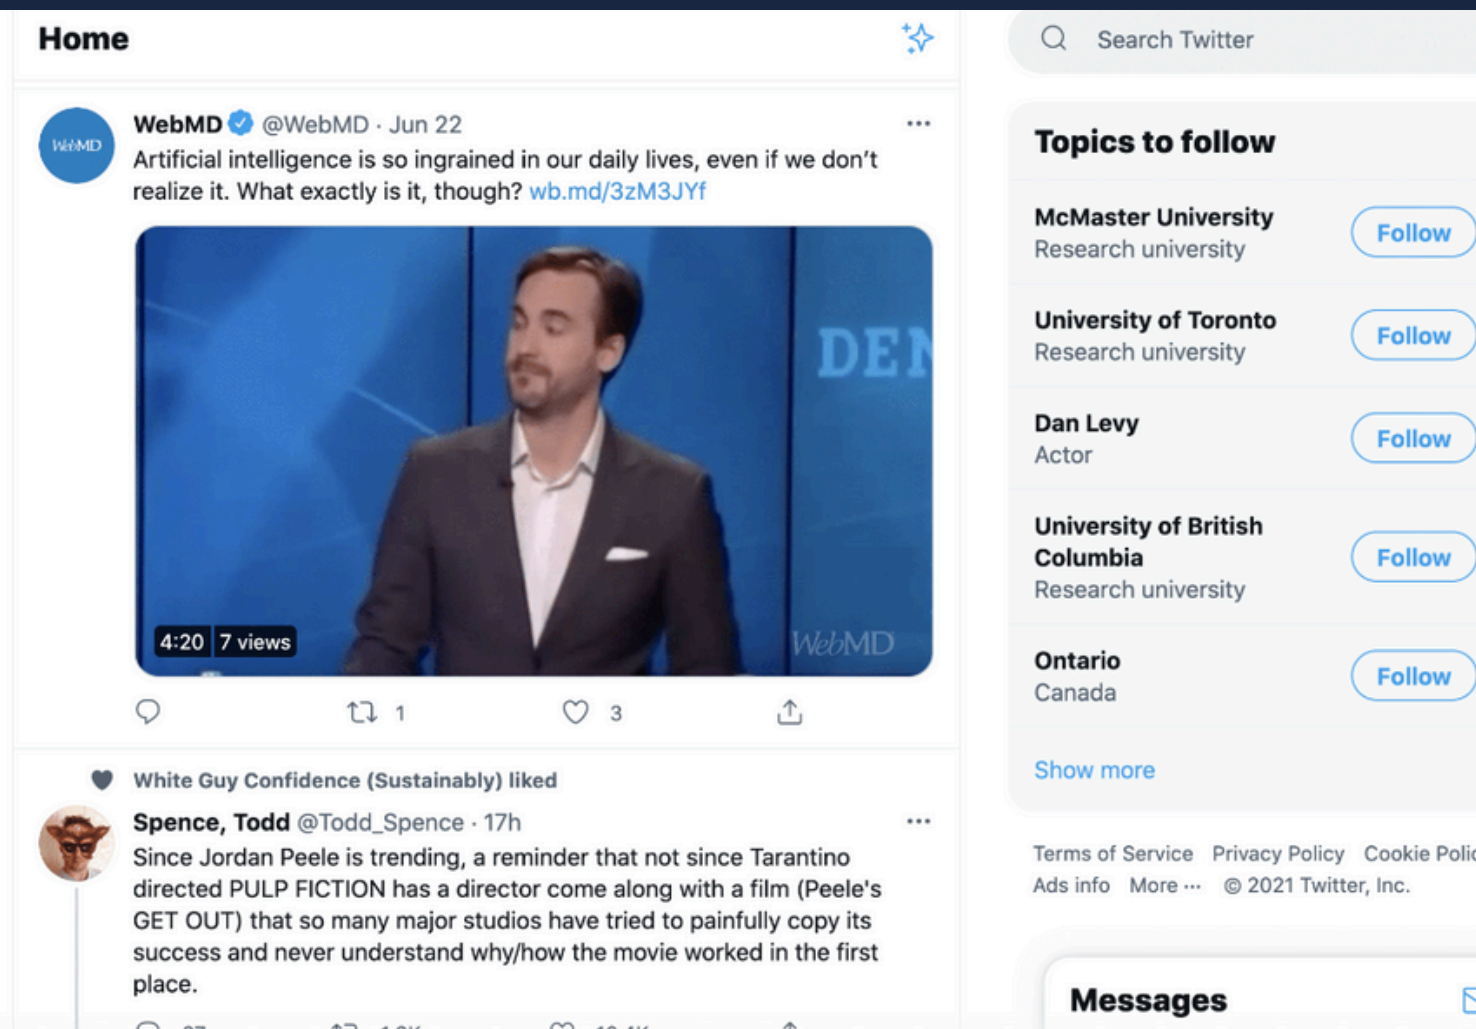 Home
WebMD @WebMD · Jun 22
WebMD
Artificial intelligence is so ingrained in our daily lives, even if we don’t
realize it. What exactly is it, though? wb.md/3zM3JYf
DEN
4:20 7 views
WebMD
1 3
White Guy Confidence (Sustainably) liked
Spence, Todd @Todd_Spence · 17h
Since Jordan Peele is trending, a reminder that not since Tarantino
directed PULP FICTION has a director come along with a film (Peele's
GET OUT) that so many major studios have tried to painfully copy its
success and never understand why/how the movie worked in the first
place.
Search Twitter
Topics to follow
McMaster University
Research university
Follow
University of Toronto
Research university
Follow
Dan Levy
Actor
Follow
University of British
Columbia
Research university
Follow
Ontario
Canada
Follow
Show more
Terms of Service Privacy Policy Cookie Polic
Ads info More ··· © 2021 Twitter, Inc.
Messages